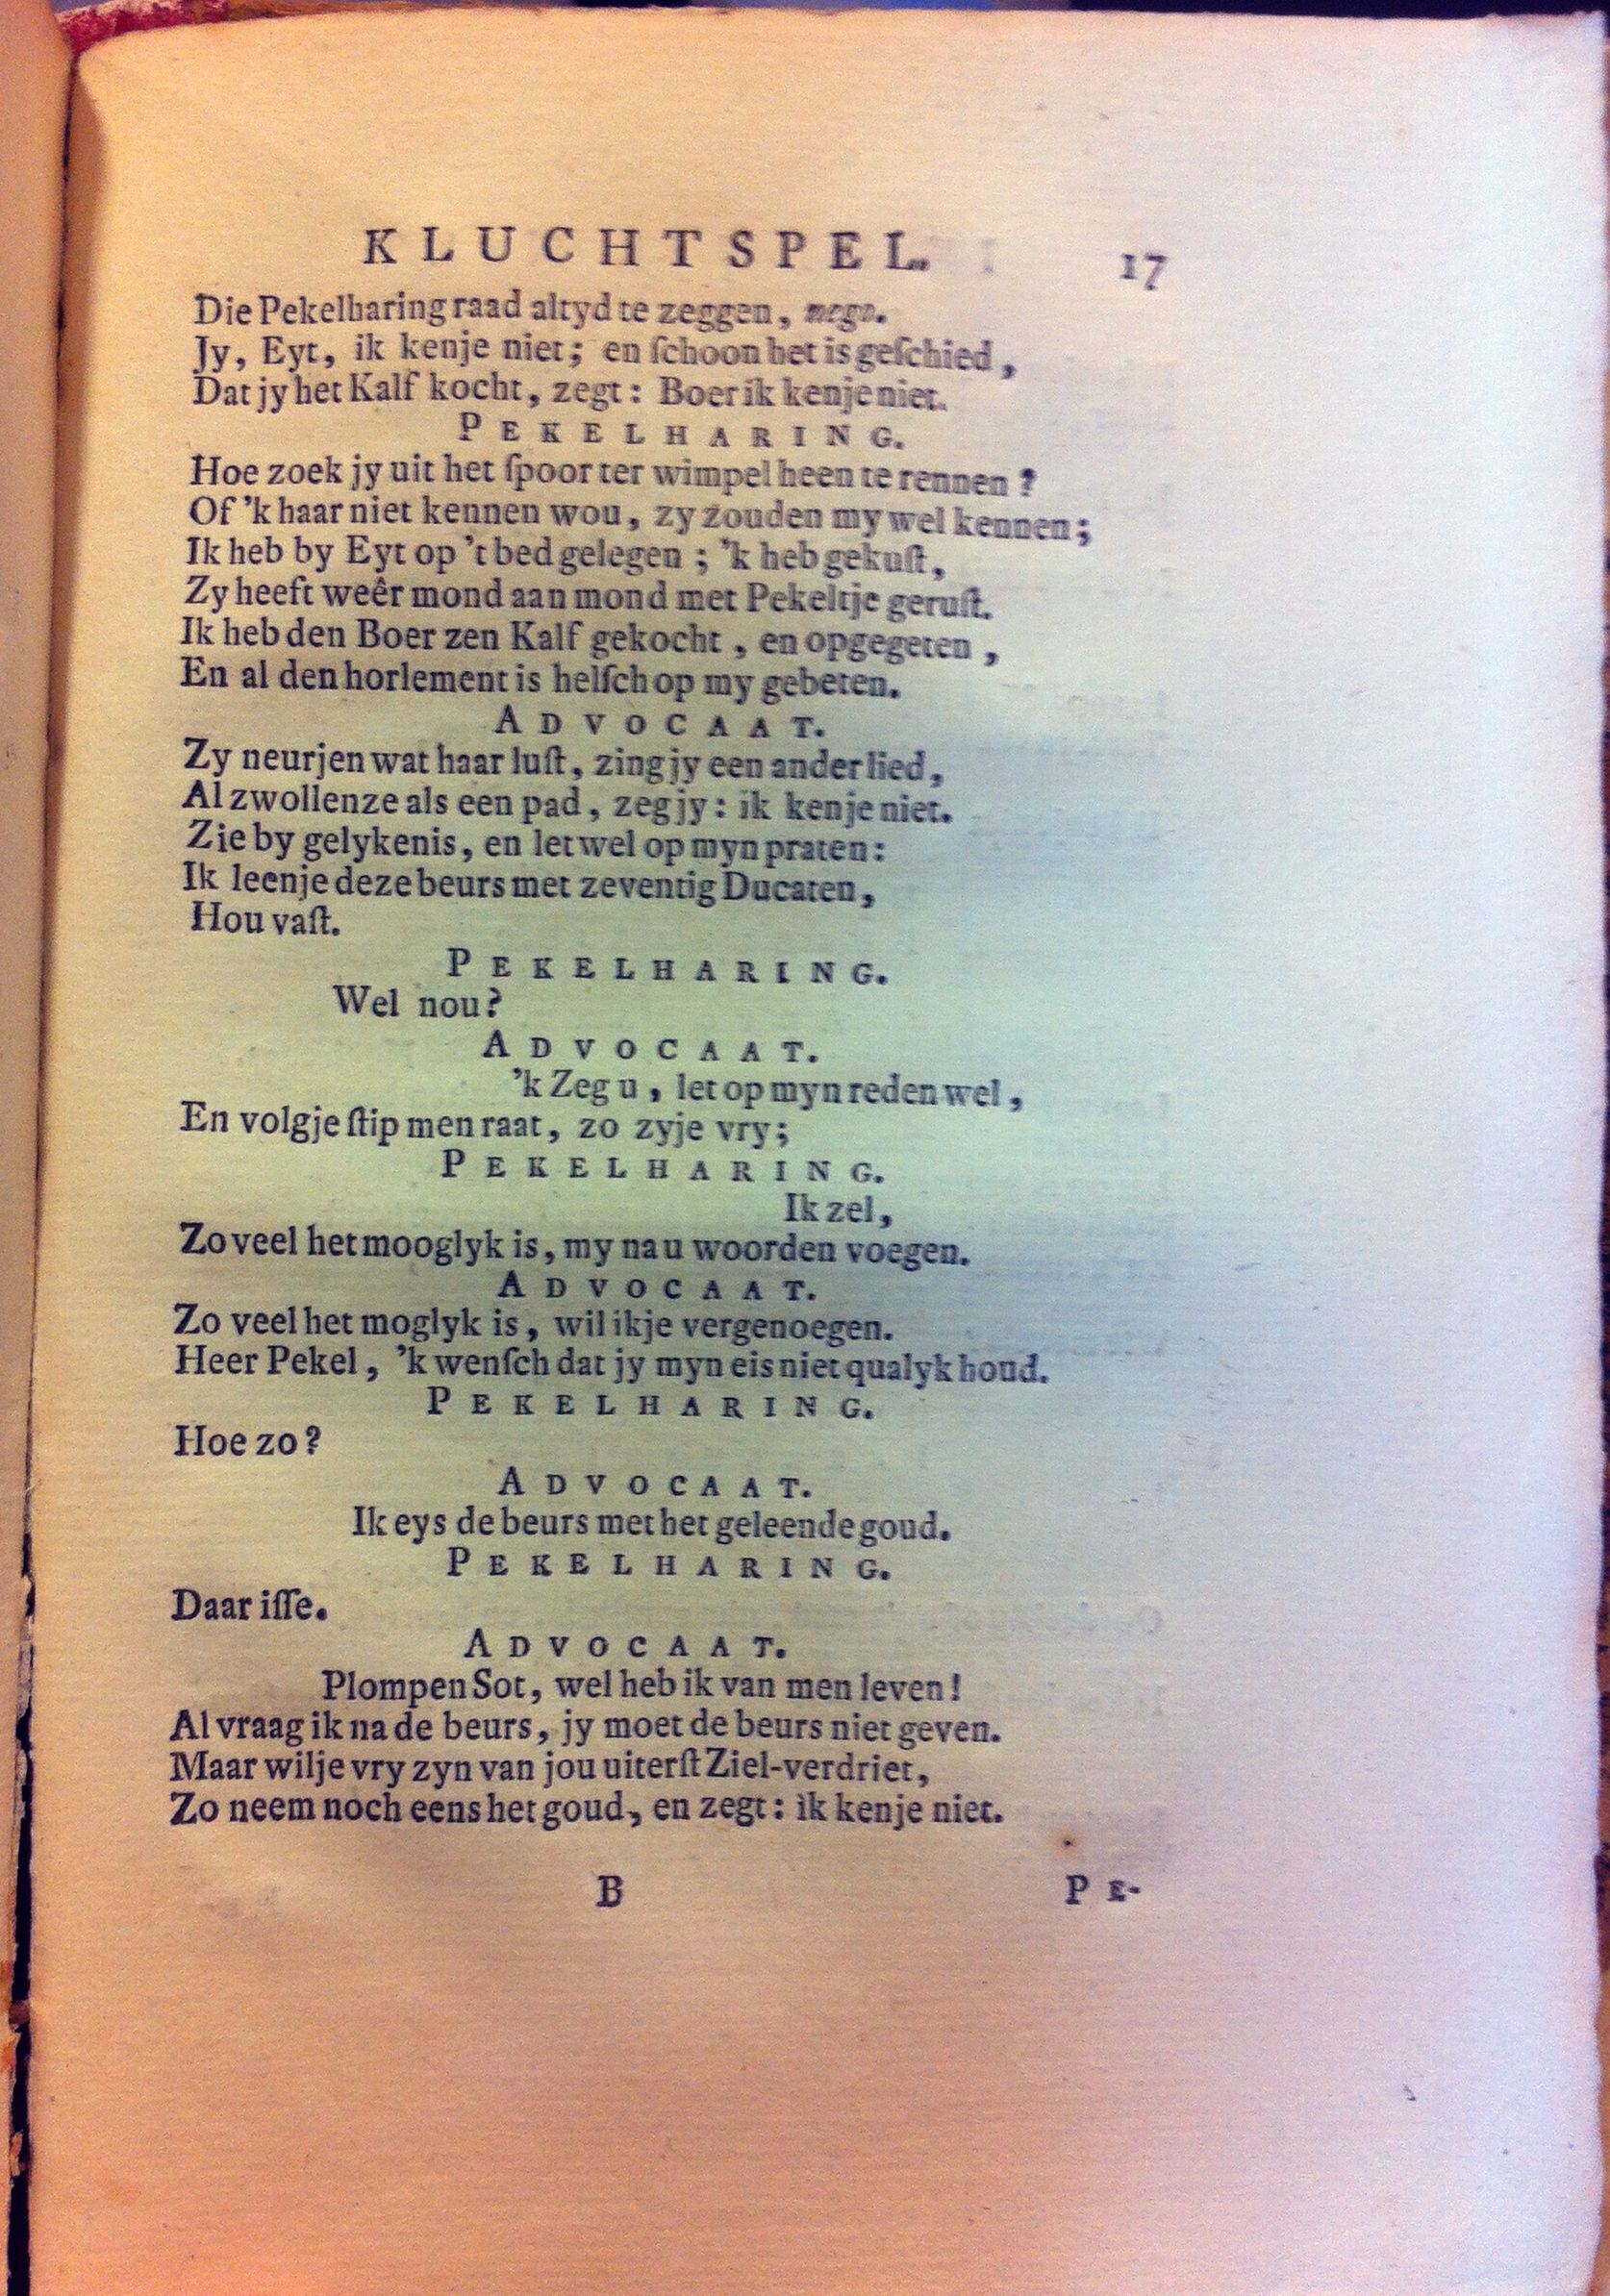 KLUCHTSPEL. 17
Die Pekelharing raad altyd te zeggen, nego.
Jy, Eyt, ik kenje niet; en ſchoon het is geſchied,
Dat jy het Kalf kocht, zegt: Boer ik kenje niet.
PEKELHARING.
Hoe zoek jy uit het ſpoor ter wimpel heen te rennen?
Of 'k haar niet kennen wou, zy zouden my wel kennen;
Ik heb by Eyt op 't bed gelegen; 'k heb gekuſt,
Zy heeft weêr mond aan mond met Pekeltje geruſt.
Ik heb den Boer zen Kalf gekocht, en opgegeten,
En al den horlement is helſch op my gebeten.
ADVOCAAT.
Zy neurjen wat haar luſt, zing jy een ander lied,
Al zwollenze als een pad, zeg jy: ik kenje niet.
Zie by gelykenis, en let wel op myn praten:
Ik leenje deze beurs met zeventig Ducaten,
Hou vaſt.
PEKELHARING.
Wel nou?
ADVOCAAT.
'k Zeg u, let op myn reden wel,
En volgje ſtip men raat, zo zyje vry;
PEKELHARING.
Ik zel,
Zo veel het mooglyk is, my na u woorden voegen.
ADVOCAAT.
Zo veel het moglyk is, wil ikje vergenoegen.
Heer Pekel, 'k wenſch dat jy myn eis niet qualyk houd.
PEKELHARING.
Hoe zo?
ADVOCAAT.
Ik eys de beurs met het geleende goud.
PEKELHARING.
Daar iſſe.
ADVOCAAT.
Plompen Sot, wel heb ik van men leven!
Al vraag ik na de beurs, jy moet de beurs niet geven.
Maar wilje vry zyn van jou uiterſt Ziel-verdriet,
Zo neem noch eens het goud, en zegt: ik kenje niet.
B PE-